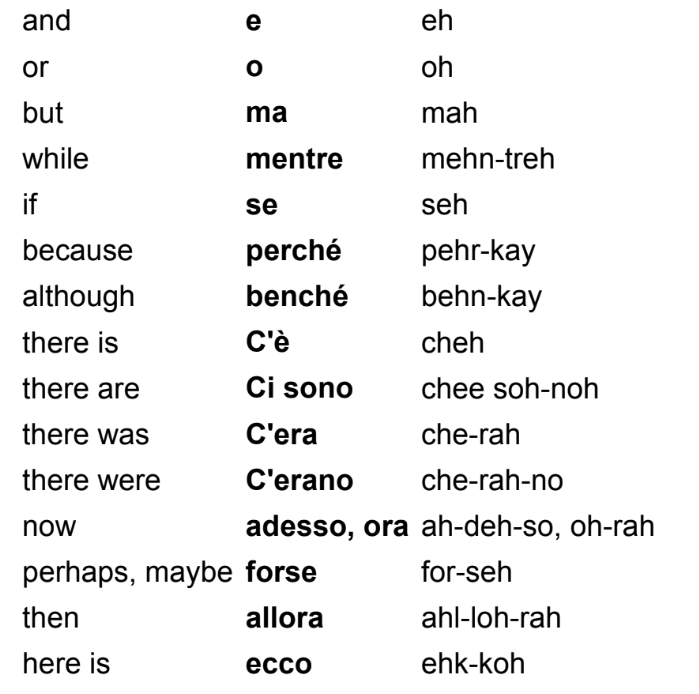 and e eh
or o oh
but ma mah
while mentre mehn-treh
if se seh
because perché pehr-kay
although benché behn-kay
there is C'è cheh
there are Ci sono chee soh-noh
there was C'era che-rah
there were C'erano che-rah-no
now adesso, ora ah-deh-so, oh-rah
perhaps, maybe forse for-seh
then allora ahl-loh-rah
here is ecco ehk-koh